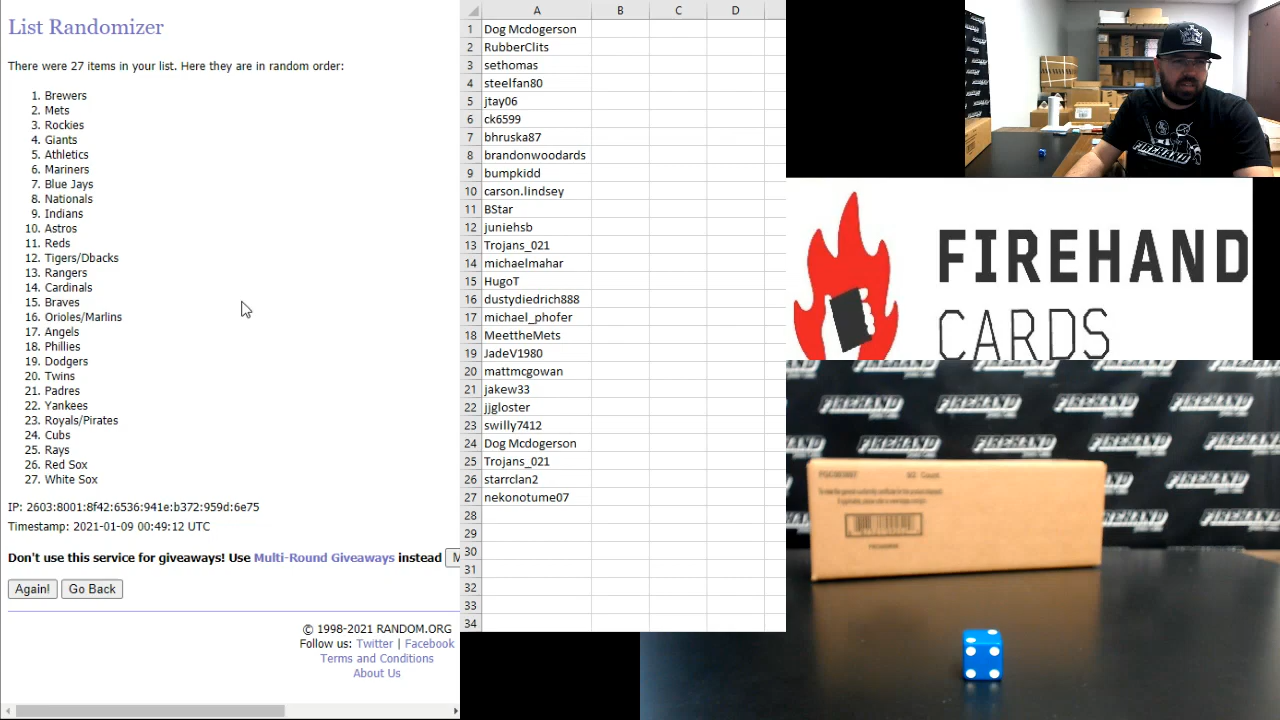 List Randomizer
There were 27 items in your list. Here they are in random order:
1. Brewers
2. Mets
3. Rockies
4. Giants
5. Athletics
6. Mariners
7. Blue Jays
8. Nationals
9. Indians
10. Astros
11. Reds
12. Tigers/Dbacks
13. Rangers
14. Cardinals
15. Braves
16. Orioles/Marlins
17. Angels
18. Phillies
19. Dodgers
20. Twins
21. Padres
22. Yankees
23. Royals/Pirates
24. Cubs
25. Rays
26. Red Sox
27. White Sox
IP: 2603:8001:8f42:6536:941e:b372:959d:6e75
Timestamp: 2021-01-09 00:49:12 UTC
Don't use this service for giveaways! Use Multi-Round Giveaways instead
Again! Go Back
© 1998-2021 RANDOM.ORG
Follow us: Twitter | Facebook
Terms and Conditions
About Us
A B C D
1 Dog Mcdogerson
2 RubberClits
3 sethomas
4 steelfan80
5 jtay06
6 ck6599
7 bhruska87
8 brandonwoodards
9 bumpkidd
10 carson.lindsey
11 BStar
12 juniehsb
13 Trojans_021
14 michaelmahar
15 HugoT
16 dustydiedrich888
17 michael_phofer
18 MeettheMets
19 JadeV1980
20 mattmcgowan
21 jakew33
22 jjgloster
23 swilly7412
24 Dog Mcdogerson
25 Trojans_021
26 starrclan2
27 nekonotume07
28
29
30
31
32
33
34
FIREHAND
FIREHAND
CARDS
FIREHAND FIREHAND FIREHAND
FIREHAND FIREHAND